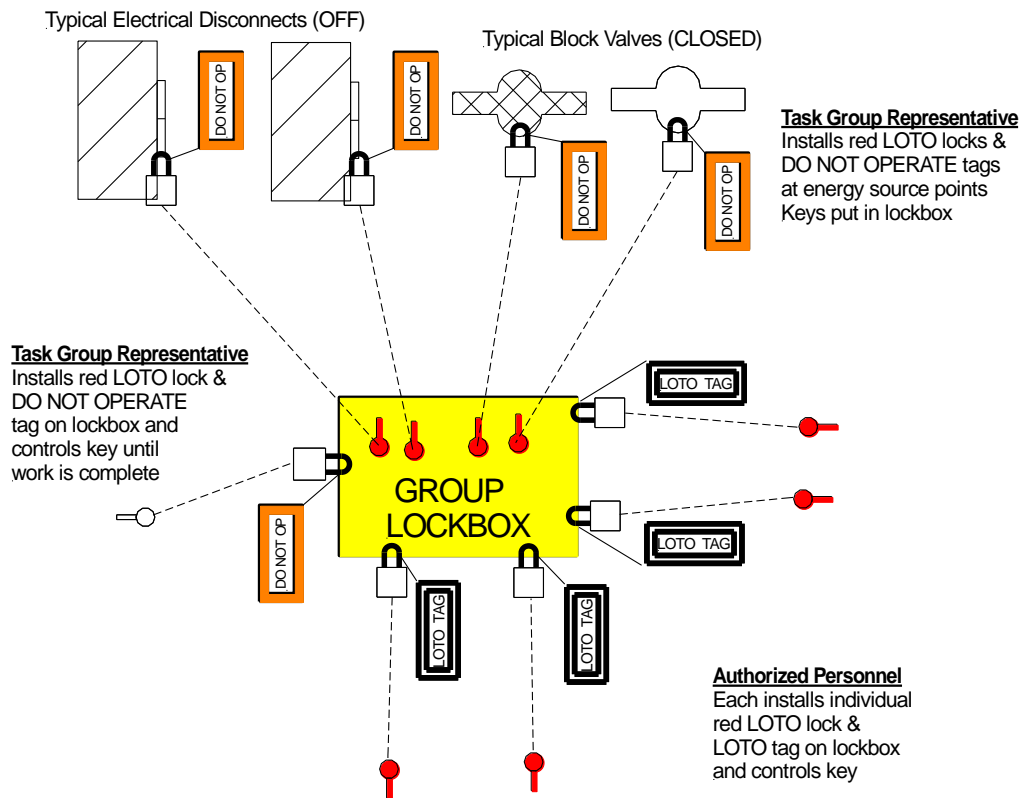 Typical Electrical Disconnects (OFF)
Typical Block Valves (CLOSED)
DO NOT OP
DO NOT OP
DO NOT OP
DO NOT OP
Task Group Representative
Installs red LOTO locks &
DO NOT OPERATE tags
at energy source points
Keys put in lockbox
Task Group Representative
Installs red LOTO lock &
DO NOT OPERATE
tag on lockbox and
controls key until
work is complete
LOTO TAG
GROUP
LOCKBOX
DO NOT OP
LOTO TAG
LOTO TAG
LOTO TAG
Authorized Personnel
Each installs individual
red LOTO lock &
LOTO tag on lockbox
and controls key